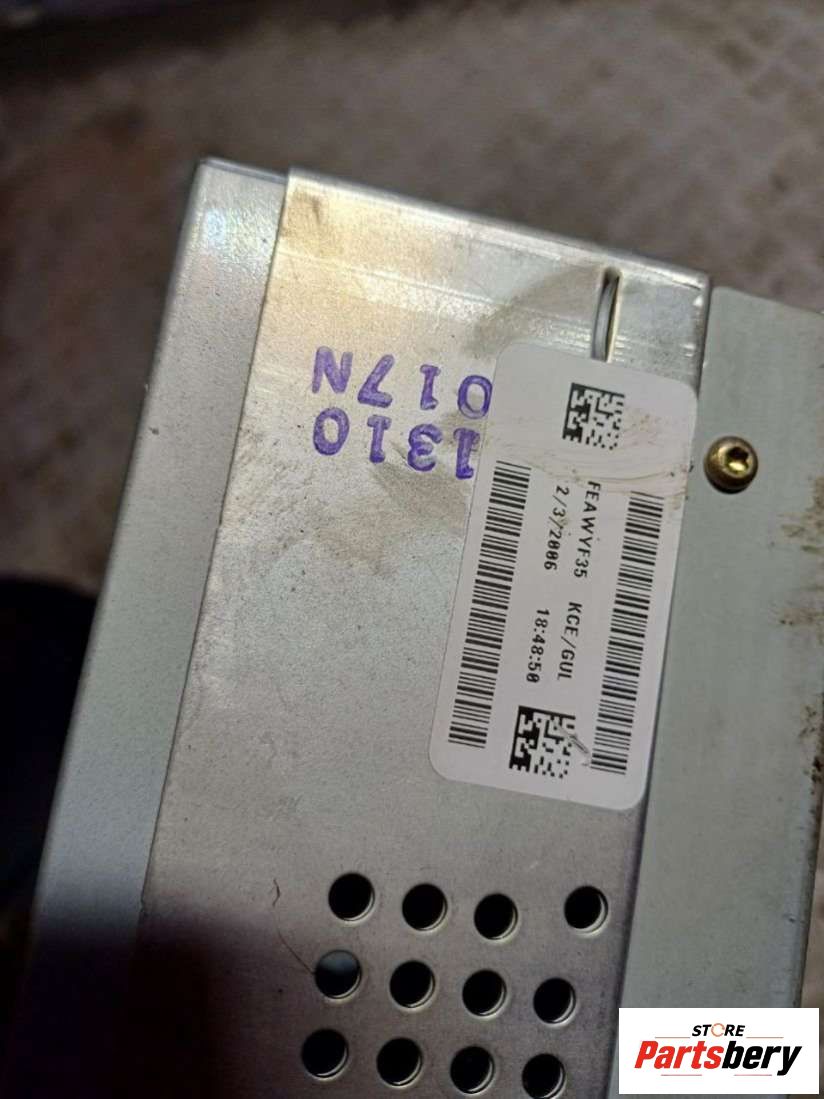 017N
1310
FEAWYF35 KCE/GUL
2/3/2006 18:48:50
STORE
Partsbery